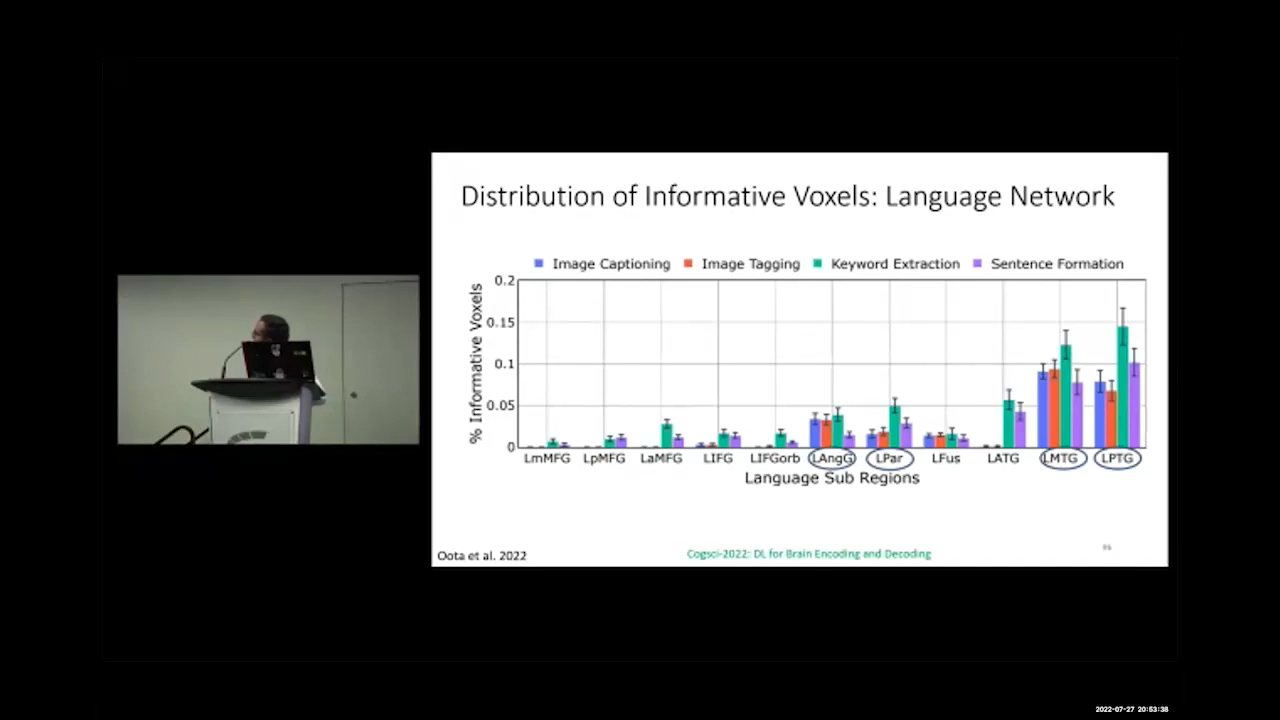 Distribution of Informative Voxels: Language Network
Image Captioning Image Tagging Keyword Extraction Sentence Formation
% Informative Voxels
0.2
0.15
0.1
0.05
0
LmMFG LpMFG LaMFG LIFG LIFGorb LAngG LPar LFus LATG LMTG LPTG
Language Sub Regions
Oota et al. 2022
Cogsci-2022: DL for Brain Encoding and Decoding
2022-07-27 20:53:38